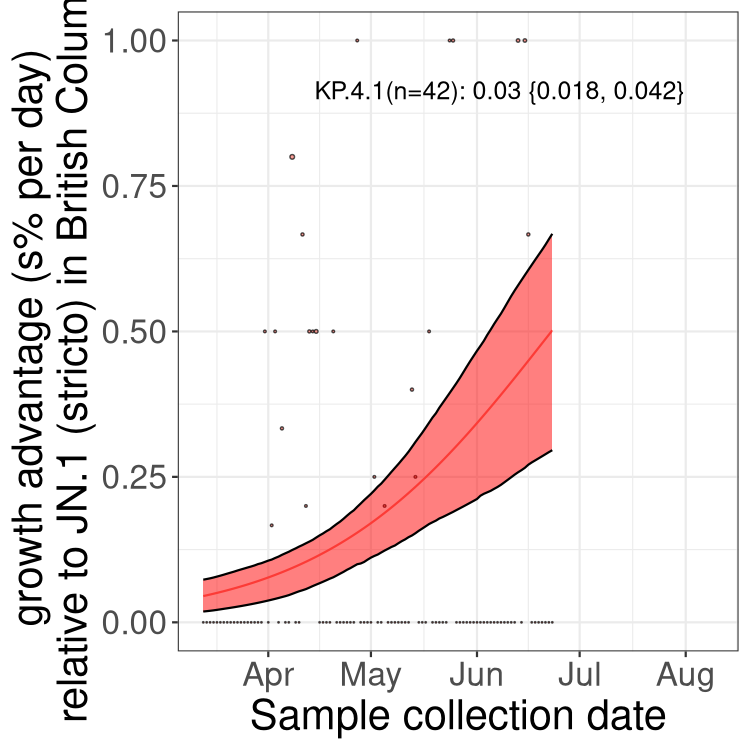 growth advantage (s% per day)
relative to JN.1 (stricto) in British Colum
1.00
0.75
0.50
0.25
0.00
KP.4.1(n=42): 0.03 {0.018, 0.042}
Apr May Jun Jul Aug
Sample collection date